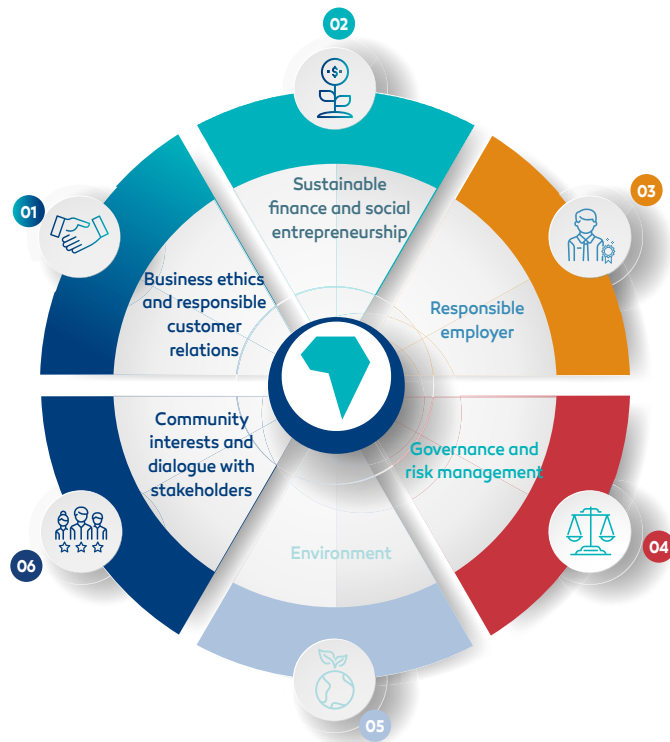 01
Business ethics
and responsible
customer
relations
02
Sustainable
finance and social
entrepreneurship
03
Responsible
employer
04
Governance and
risk management
05
Environment
06
Community
interests and
dialogue with
stakeholders